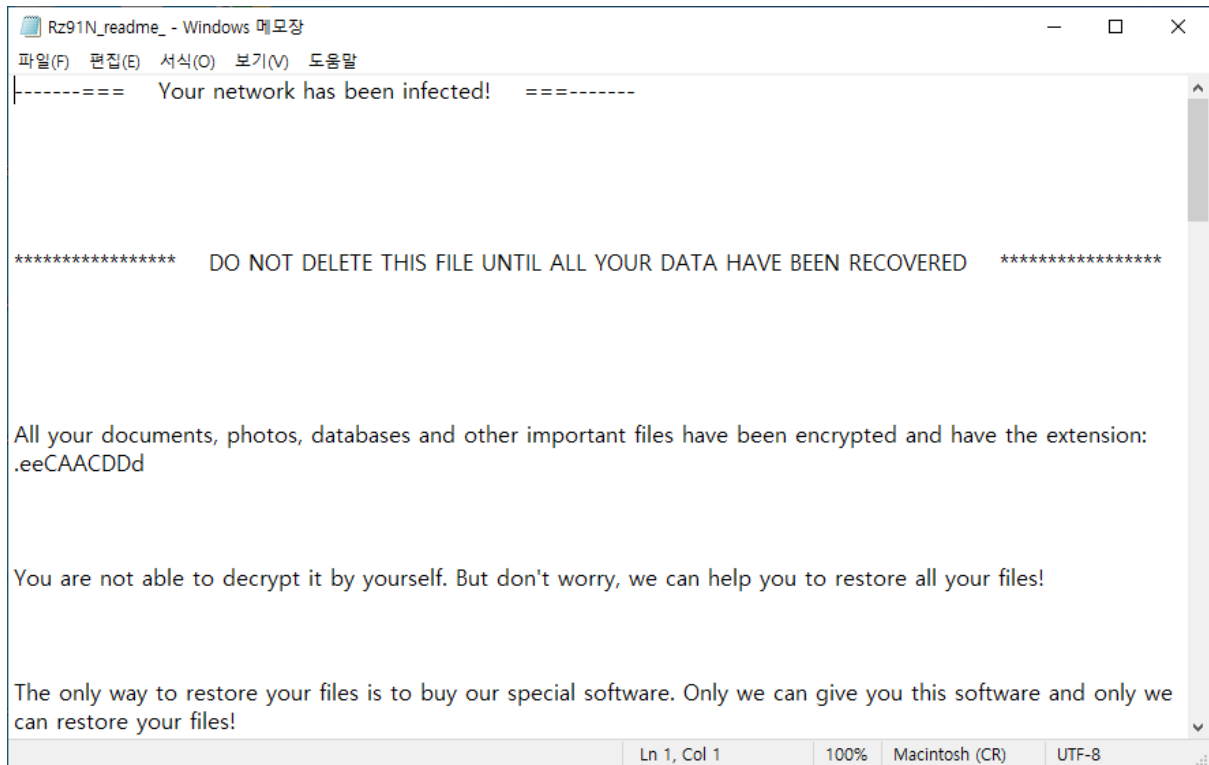 Rz91N_readme_ - Windows 메모장
파일(F) 편집(E) 서식(O) 보기(V) 도움말
-------=== Your network has been infected! ===-------
***************** DO NOT DELETE THIS FILE UNTIL ALL YOUR DATA HAVE BEEN RECOVERED *****************
All your documents, photos, databases and other important files have been encrypted and have the extension:
.eeCAACDDd
You are not able to decrypt it by yourself. But don't worry, we can help you to restore all your files!
The only way to restore your files is to buy our special software. Only we can give you this software and only we
can restore your files!
Ln 1, Col 1 100% Macintosh (CR) UTF-8